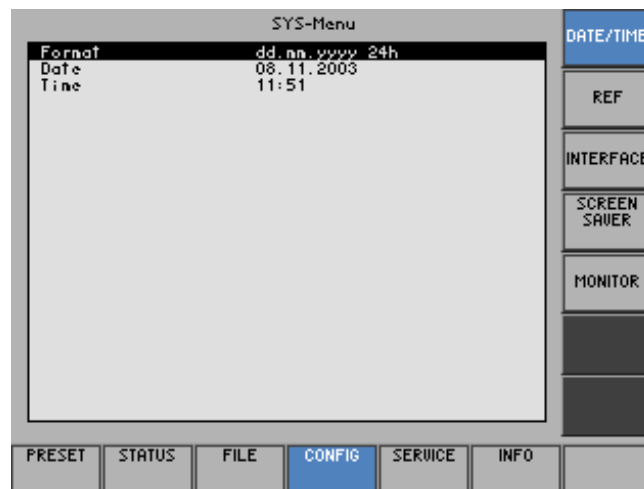 SYS-Menu
Format dd.mm.yyyy 24h
Date 08.11.2003
Time 11:51
DATE/TIME
REF
INTERFACE
SCREEN
SAVER
MONITOR
PRESET STATUS FILE CONFIG SERVICE INFO